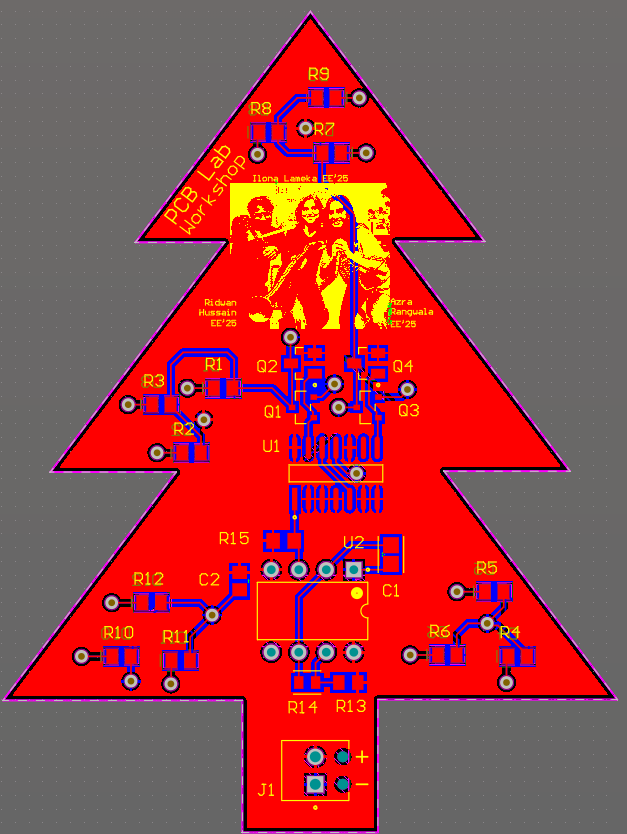 R9
R8
R7
PCB Lab
Workshop
Ilona Lameka EE'25
Ridwan
Hussain
EE'25
Azra
Rangwala
EE'25
Q2
Q4
R1
R3
Q1
Q3
R2
U1
R15
U2
C2
C1
R12
R5
R10
R11
R6
R4
R14
R13
+
J1
−